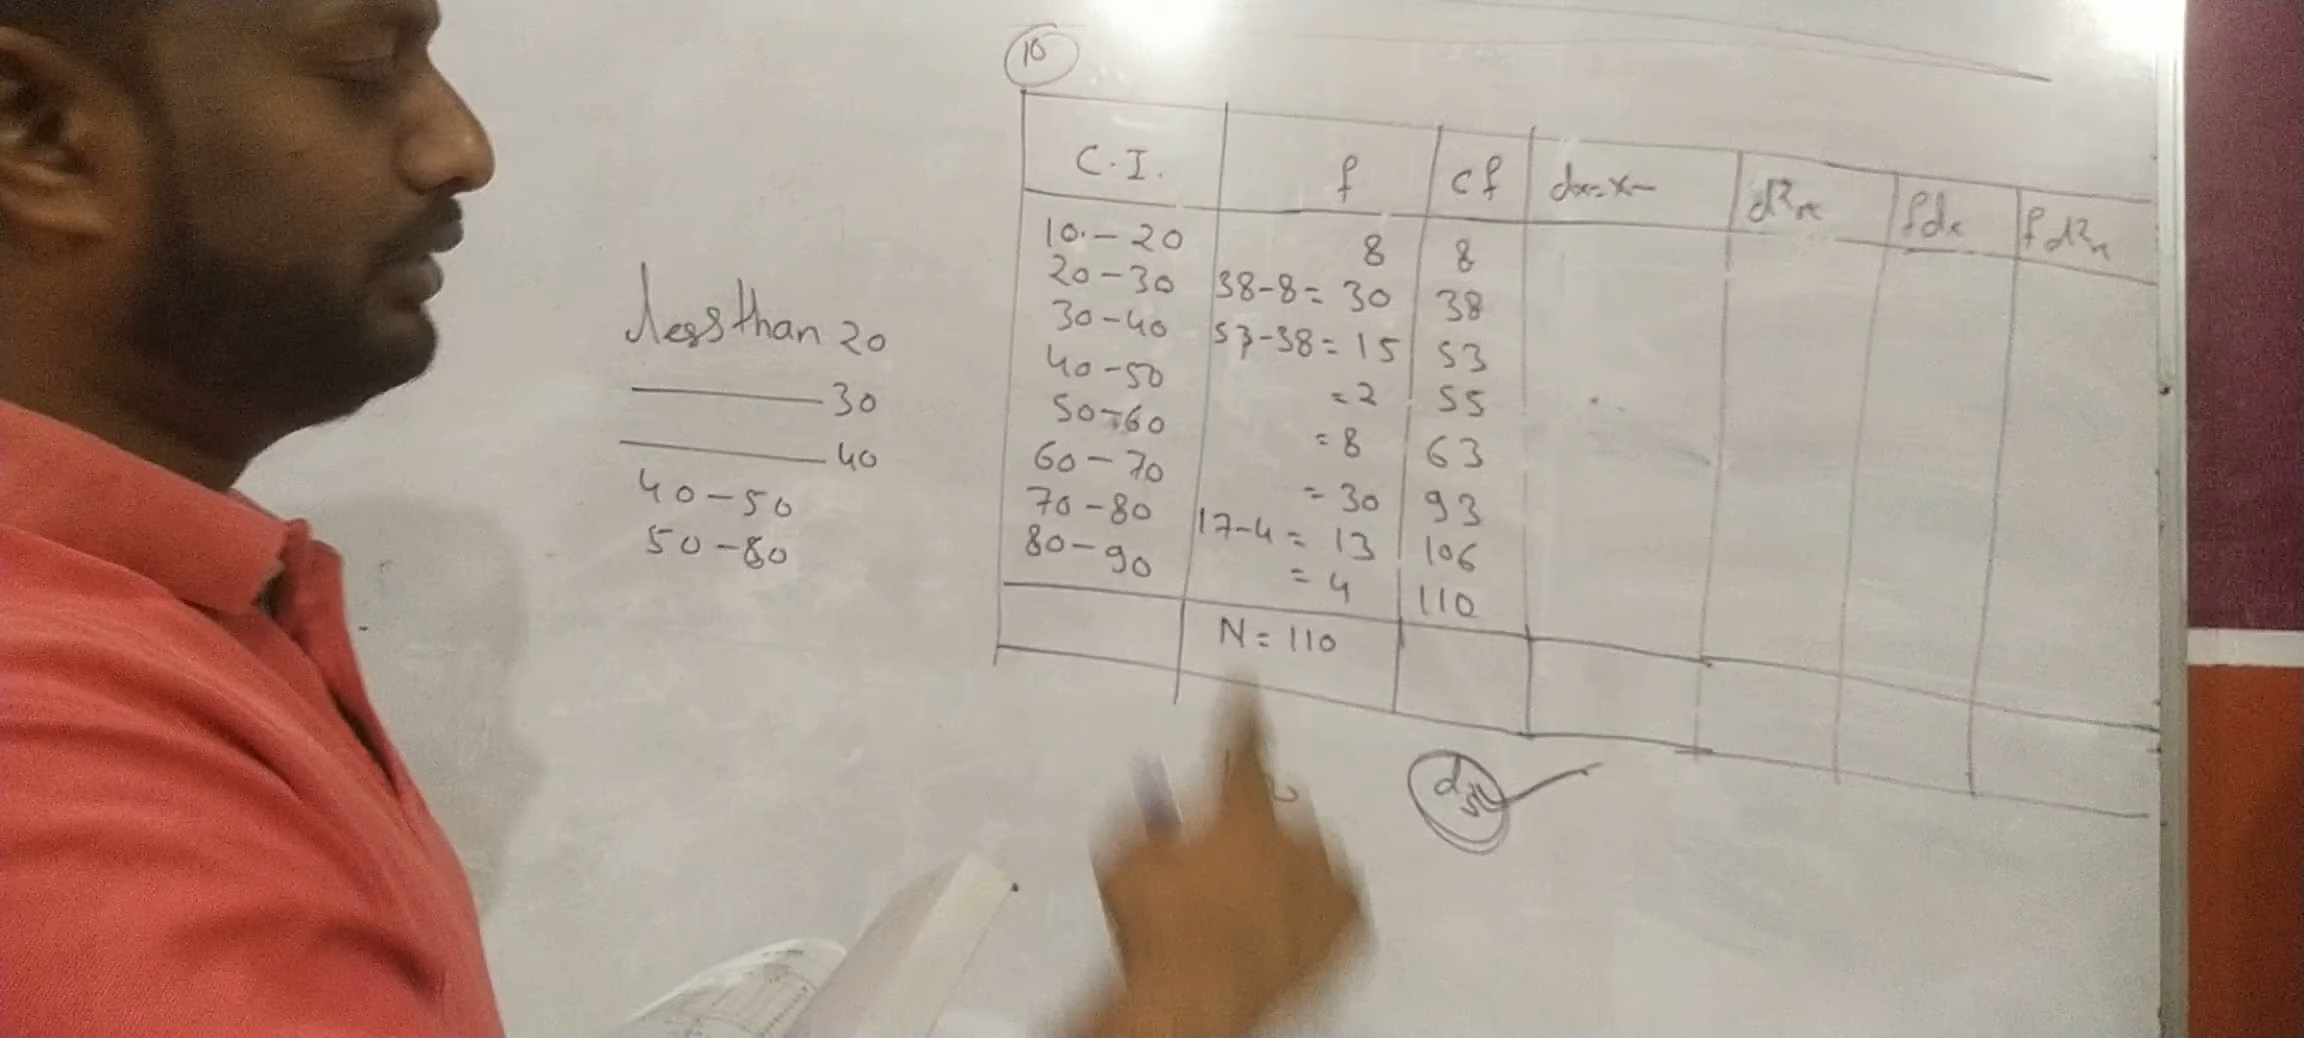 less than 20
30
40
40-50
50-80
10
C.I. f cf dx=x- d²x fdx fd²x
10-20 8 8
20-30 38-8= 30 38
30-40 53-38= 15 53
40-50 =2 55
50-60 =8 63
60-70 =30 93
70-80 17-4= 13 106
80-90 =4 110
N=110